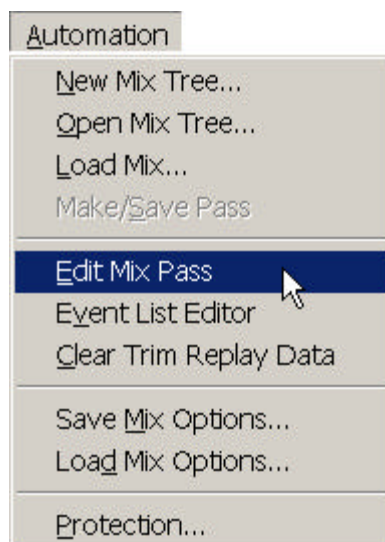 Automation
New Mix Tree...
Open Mix Tree...
Load Mix...
Make/Save Pass
Edit Mix Pass
Event List Editor
Clear Trim Replay Data
Save Mix Options...
Load Mix Options...
Protection...